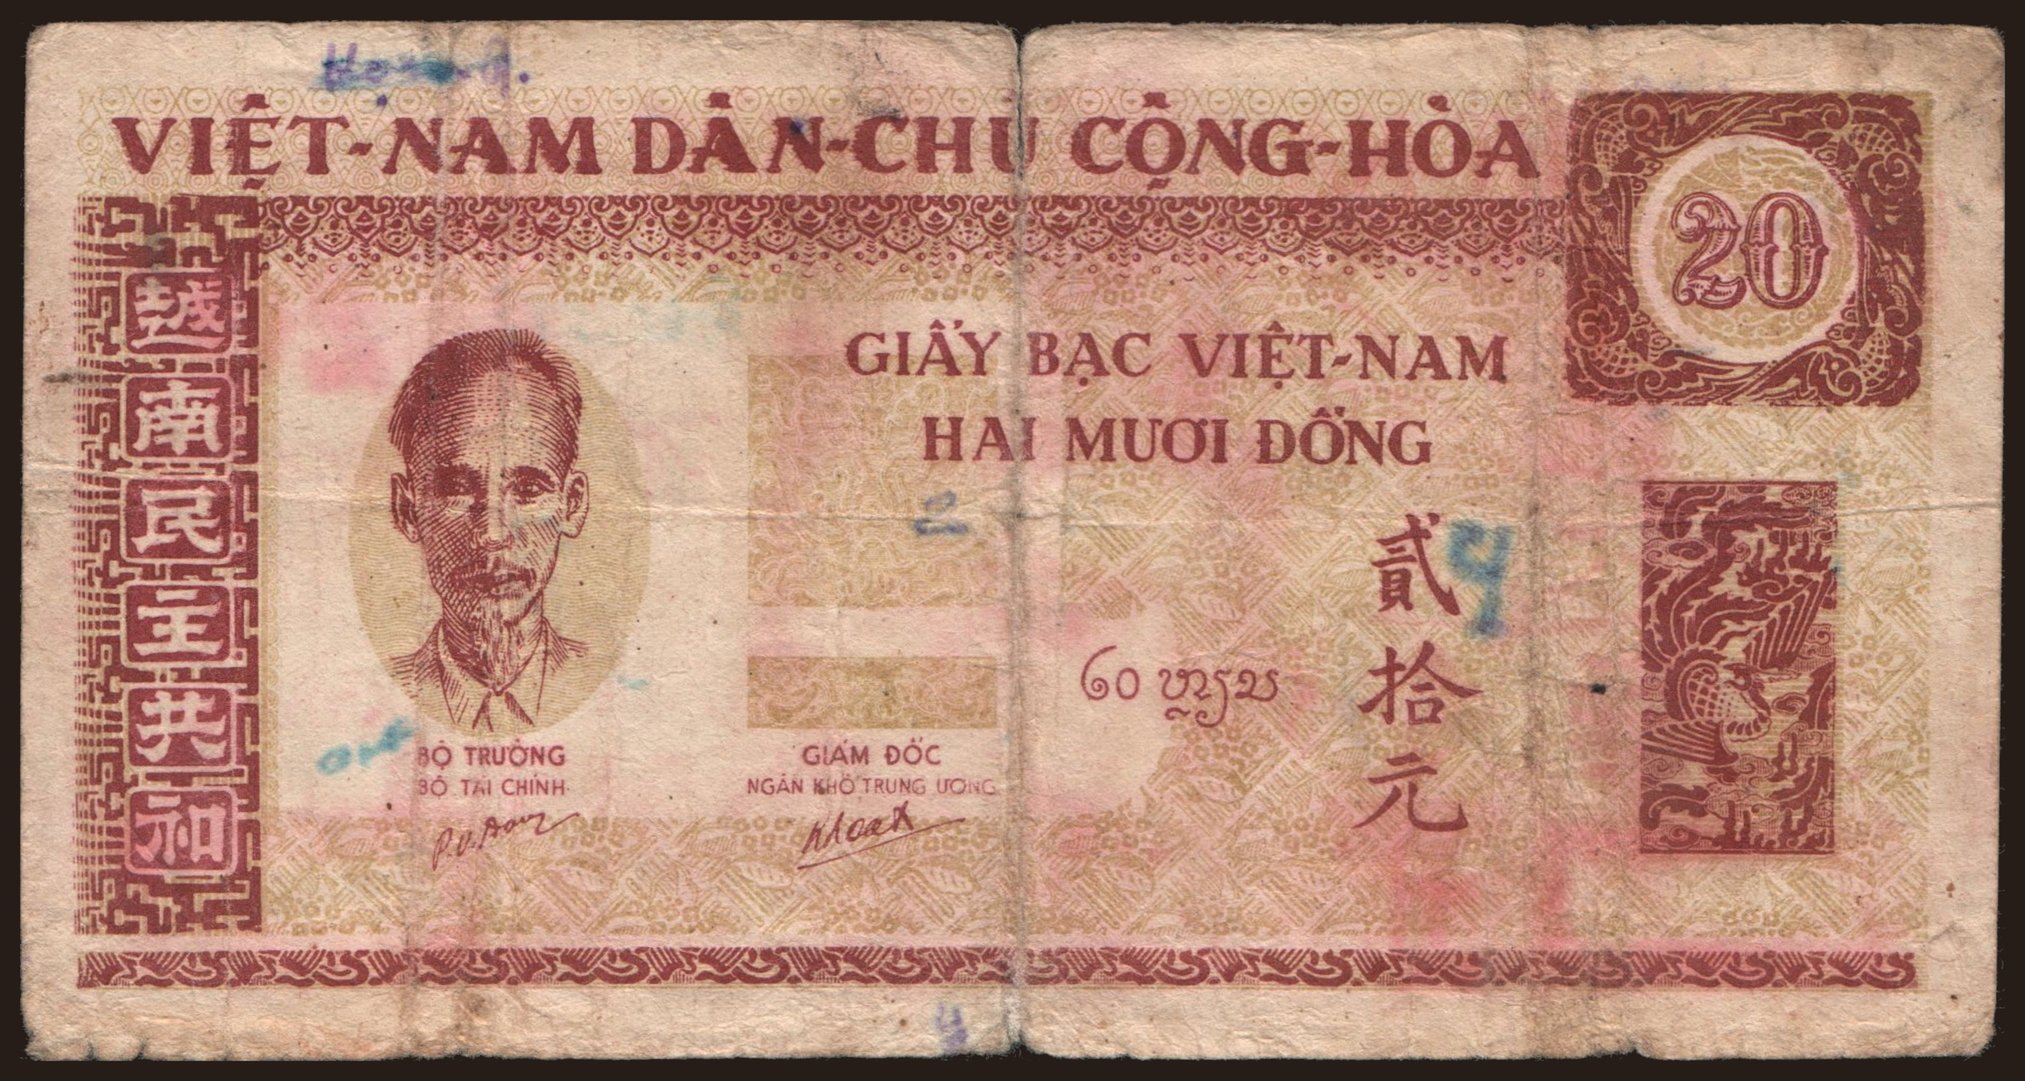 VIỆT-NAM DÂN-CHỦ CỘNG-HÒA
20
越
南
民
主
共
和
GIẤY BẠC VIỆT-NAM
HAI MƯƠI ĐỒNG
貳
拾
元
BỘ TRƯỞNG
BỘ TÀI CHÍNH
GIÁM ĐỐC
NGÂN KHỐ TRUNG ƯƠNG
P.V. Đong